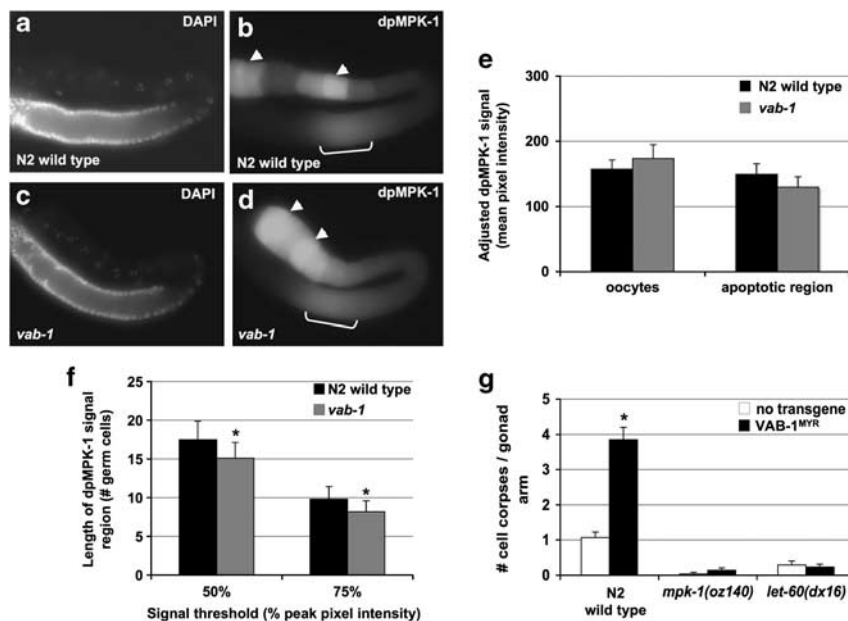 a
DAPI
N2 wild type
b
dpMPK-1
N2 wild type
c
DAPI
vab-1
d
dpMPK-1
vab-1
e
N2 wild type
vab-1
Adjusted dpMPK-1 signal
(mean pixel intensity)
300
200
100
0
oocytes apoptotic region
f
N2 wild type
vab-1
Length of dpMPK-1 signal
region (# germ cells)
25
20
15
10
5
0
* *
50% 75%
Signal threshold (% peak pixel intensity)
g
no transgene
VAB-1ᴹʸᴿ
# cell corpses / gonad
arm
5
4
3
2
1
0
*
N2
wild type
mpk-1(oz140) let-60(dx16)